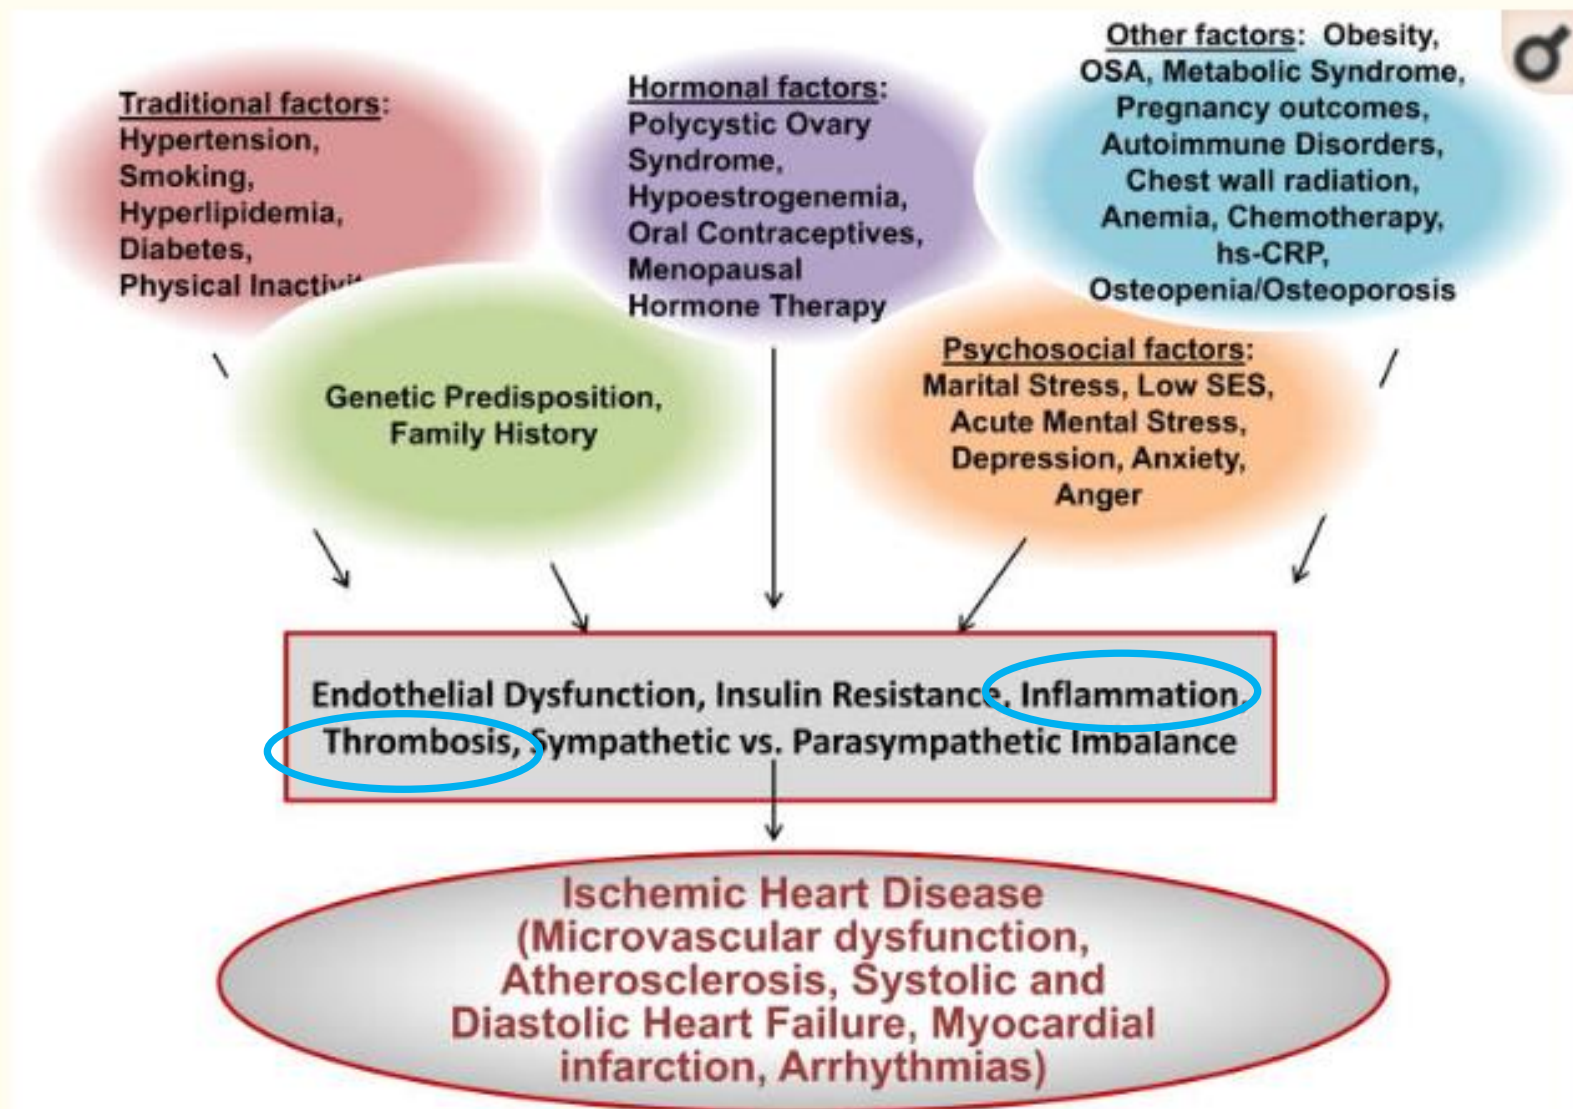 Traditional factors:
Hypertension,
Smoking,
Hyperlipidemia,
Diabetes,
Physical Inactivit
Hormonal factors:
Polycystic Ovary
Syndrome,
Hypoestrogenemia,
Oral Contraceptives,
Menopausal
Hormone Therapy
Other factors: Obesity,
OSA, Metabolic Syndrome,
Pregnancy outcomes,
Autoimmune Disorders,
Chest wall radiation,
Anemia, Chemotherapy,
hs-CRP,
Osteopenia/Osteoporosis
Genetic Predisposition,
Family History
Psychosocial factors:
Marital Stress, Low SES,
Acute Mental Stress,
Depression, Anxiety,
Anger
Endothelial Dysfunction, Insulin Resistance, Inflammation,
Thrombosis, Sympathetic vs. Parasympathetic Imbalance
Ischemic Heart Disease
(Microvascular dysfunction,
Atherosclerosis, Systolic and
Diastolic Heart Failure, Myocardial
infarction, Arrhythmias)